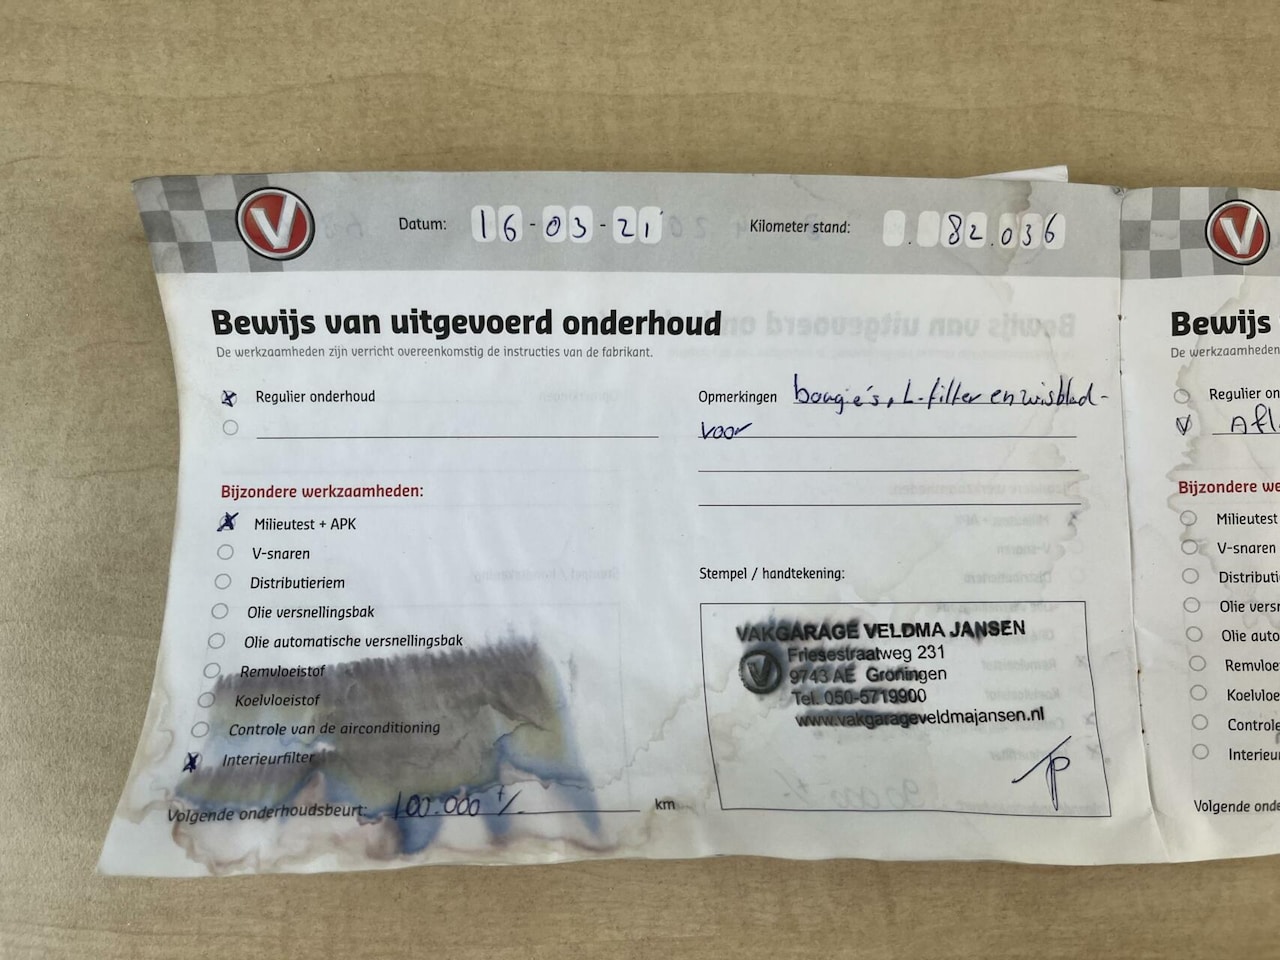 V
Datum: 16-03-21
Kilometer stand: . 82.036
Bewijs van uitgevoerd onderhoud
De werkzaamheden zijn verricht overeenkomstig de instructies van de fabrikant.
Regulier onderhoud
Opmerkingen bougie's, L-filter en wisblad-
voor
Bijzondere werkzaamheden:
Milieutest + APK
V-snaren
Distributieriem
Olie versnellingsbak
Olie automatische versnellingsbak
Remvloeistof
Koelvloeistof
Controle van de airconditioning
Interieurfilter
Volgende onderhoudsbeurt: 100.000 +/- km
Stempel / handtekening:
VAKGARAGE VELDMA JANSEN
Friesestraatweg 231
9743 AE Groningen
Tel. 050-5719900
www.vakgarageveldmajansen.nl
V
Bewijs
De werkzaamheden
Regulier on
Afl
Bijzondere we
Milieutest
V-snaren
Distributi
Olie versn
Olie auto
Remvloe
Koelvloe
Controle
Interieur
Volgende onde